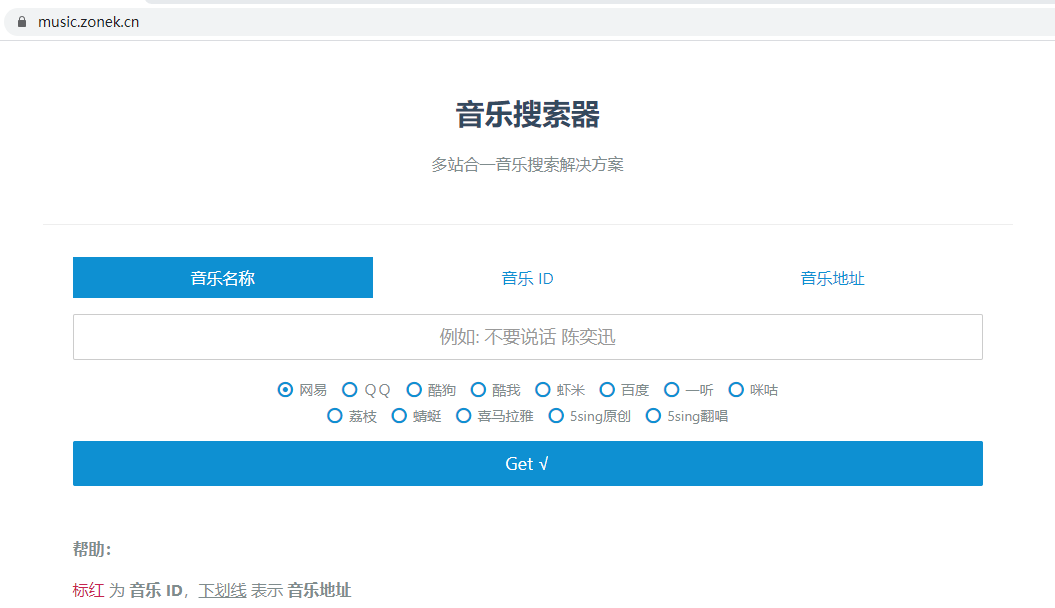 music.zonek.cn
音乐搜索器
多站合一音乐搜索解决方案
音乐名称 音乐 ID 音乐地址
例如: 不要说话 陈奕迅
网易 QQ 酷狗 酷我 虾米 百度 一听 咪咕
荔枝 蜻蜓 喜马拉雅 5sing原创 5sing翻唱
Get √
帮助：
标红 为 音乐 ID，下划线 表示 音乐地址